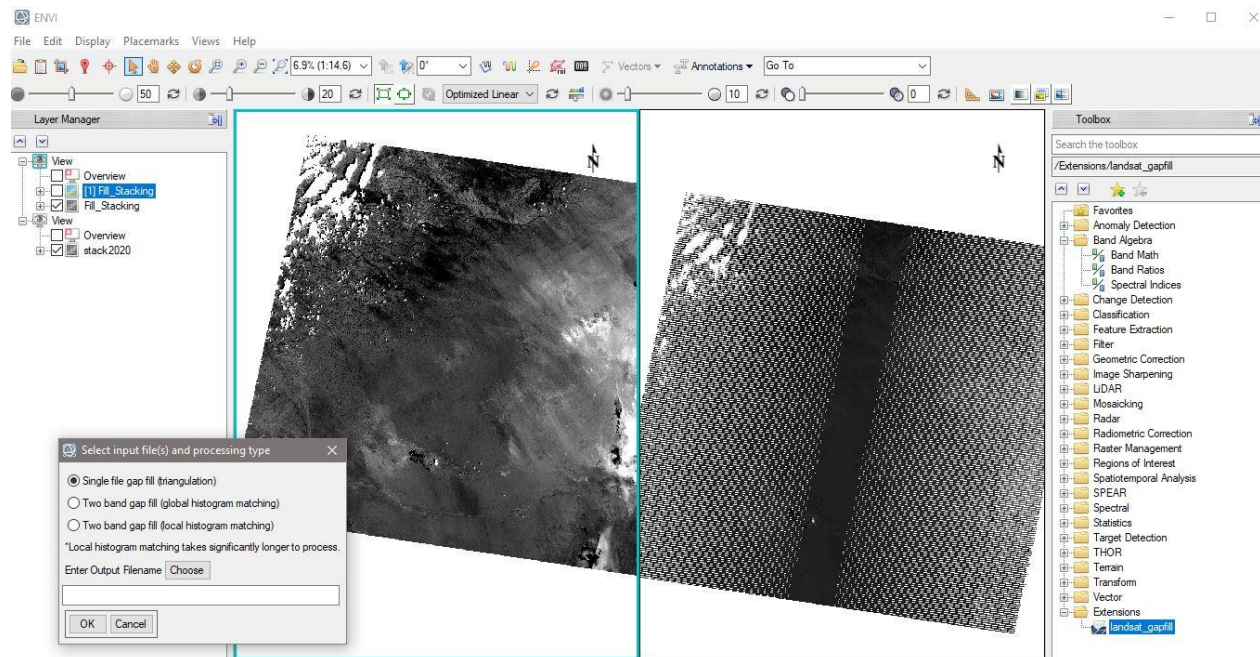 ENVI
File Edit Display Placemarks Views Help
6.9% (1:14.6) 0° Vectors Annotations Go To
50 20 Optimized Linear 10 0
Layer Manager
View
Overview
[1] Fill_Stacking
Fill_Stacking
View
Overview
stack2020
N
N
Select input file(s) and processing type
Single file gap fill (triangulation)
Two band gap fill (global histogram matching)
Two band gap fill (local histogram matching)
*Local histogram matching takes significantly longer to process.
Enter Output Filename Choose
OK Cancel
Toolbox
Search the toolbox
/Extensions/landsat_gapfill
Favorites
Anomaly Detection
Band Algebra
Band Math
Band Ratios
Spectral Indices
Change Detection
Classification
Feature Extraction
Filter
Geometric Correction
Image Sharpening
LiDAR
Mosaicking
Radar
Radiometric Correction
Raster Management
Regions of Interest
Spatiotemporal Analysis
SPEAR
Spectral
Statistics
Target Detection
THOR
Terrain
Transform
Vector
Extensions
landsat_gapfill